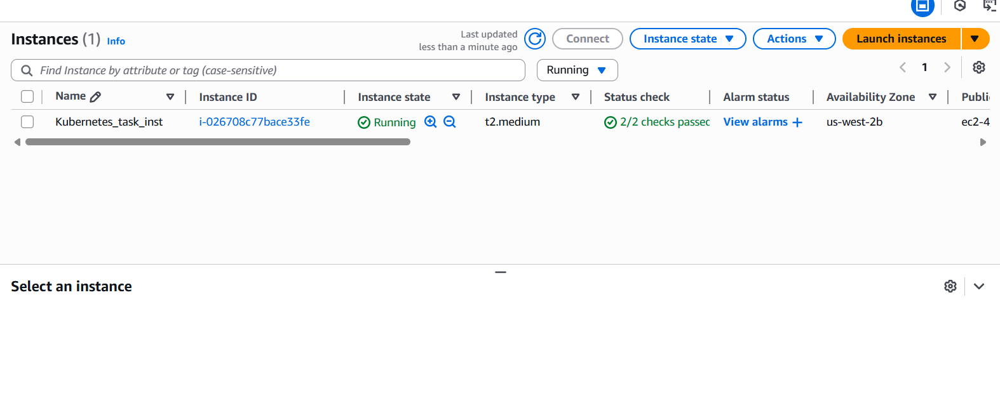 Instances (1) Info
Last updated
less than a minute ago
Connect
Instance state
Actions
Launch instances
Find Instance by attribute or tag (case-sensitive)
Running
1
Name Instance ID Instance state Instance type Status check Alarm status Availability Zone Publi
Kubernetes_task_inst i-026708c77bace33fe Running t2.medium 2/2 checks passec View alarms + us-west-2b ec2-4
Select an instance